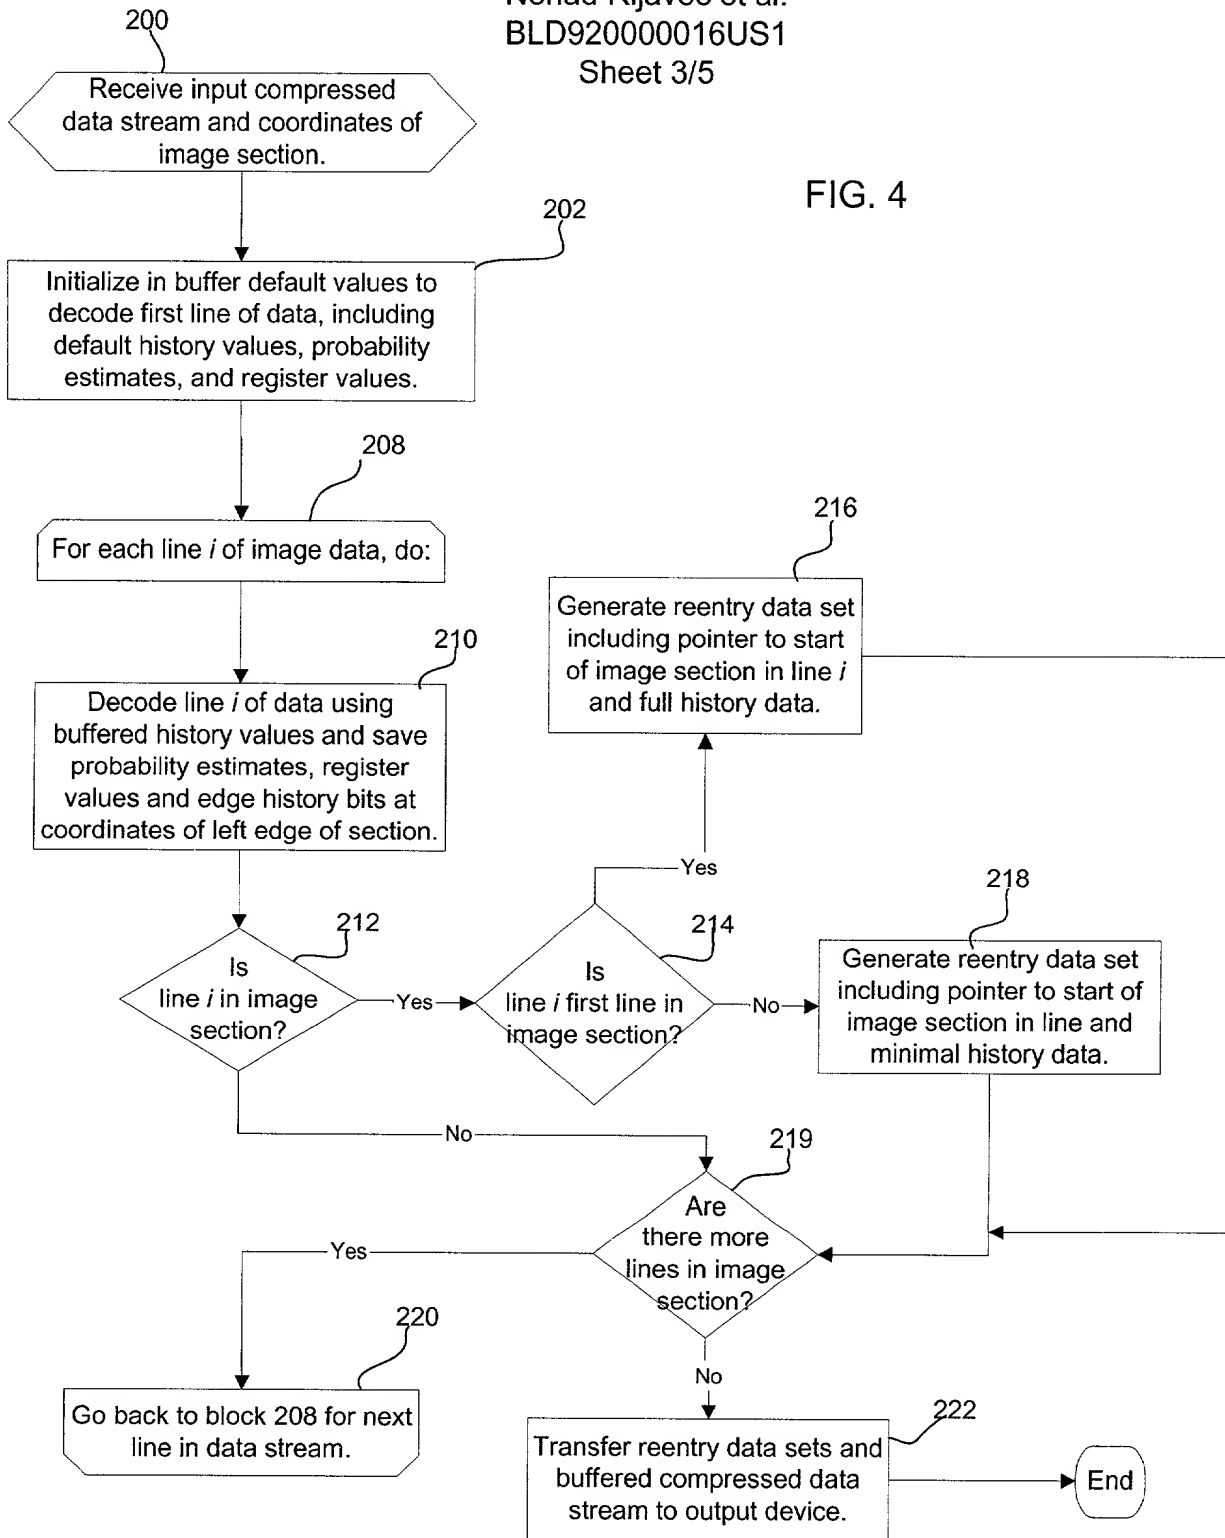 BLD920000016US1
Sheet 3/5
FIG. 4
200
Receive input compressed
data stream and coordinates of
image section.
202
Initialize in buffer default values to
decode first line of data, including
default history values, probability
estimates, and register values.
208
For each line i of image data, do:
210
Decode line i of data using
buffered history values and save
probability estimates, register
values and edge history bits at
coordinates of left edge of section.
212
Is
line i in image
section?
Yes
214
Is
line i first line in
image section?
Yes
216
Generate reentry data set
including pointer to start
of image section in line i
and full history data.
No
218
Generate reentry data set
including pointer to start of
image section in line and
minimal history data.
No
219
Are
there more
lines in image
section?
Yes
220
Go back to block 208 for next
line in data stream.
No
222
Transfer reentry data sets and
buffered compressed data
stream to output device.
End